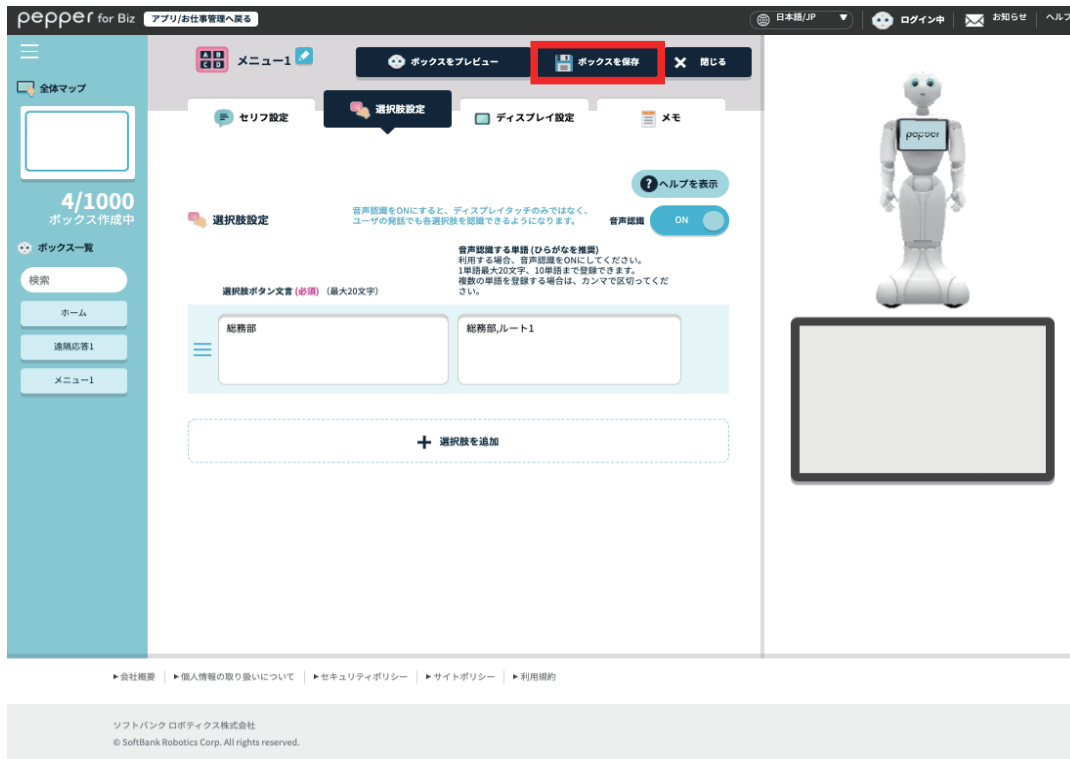 pepper for Biz アプリ/お仕事管理へ戻る 日本語/JP ▼ ログイン中 お知らせ ヘルプ
全体マップ
4/1000
ボックス作成中
ボックス一覧
検索
ホーム
遠隔応答1
メニュー1
A B
C D
メニュー1
ボックスをプレビュー ボックスを保存 × 閉じる
セリフ設定 選択肢設定 ディスプレイ設定 メモ
?ヘルプを表示
選択肢設定
音声認識をONにすると、ディスプレイタッチのみではなく、
ユーザの発話でも各選択肢を認識できるようになります。
音声認識 ON
選択肢ボタン文言 (必須) (最大20文字)
音声認識する単語 (ひらがなを推奨)
利用する場合、音声認識をONにしてください。
1単語最大20文字、10単語まで登録できます。
複数の単語を登録する場合は、カンマで区切ってくだ
さい。
総務部
総務部,ルート1
+ 選択肢を追加
pepper
▶会社概要 ▶個人情報の取り扱いについて ▶セキュリティポリシー ▶サイトポリシー ▶利用規約
ソフトバンク ロボティクス株式会社
© SoftBank Robotics Corp. All rights reserved.